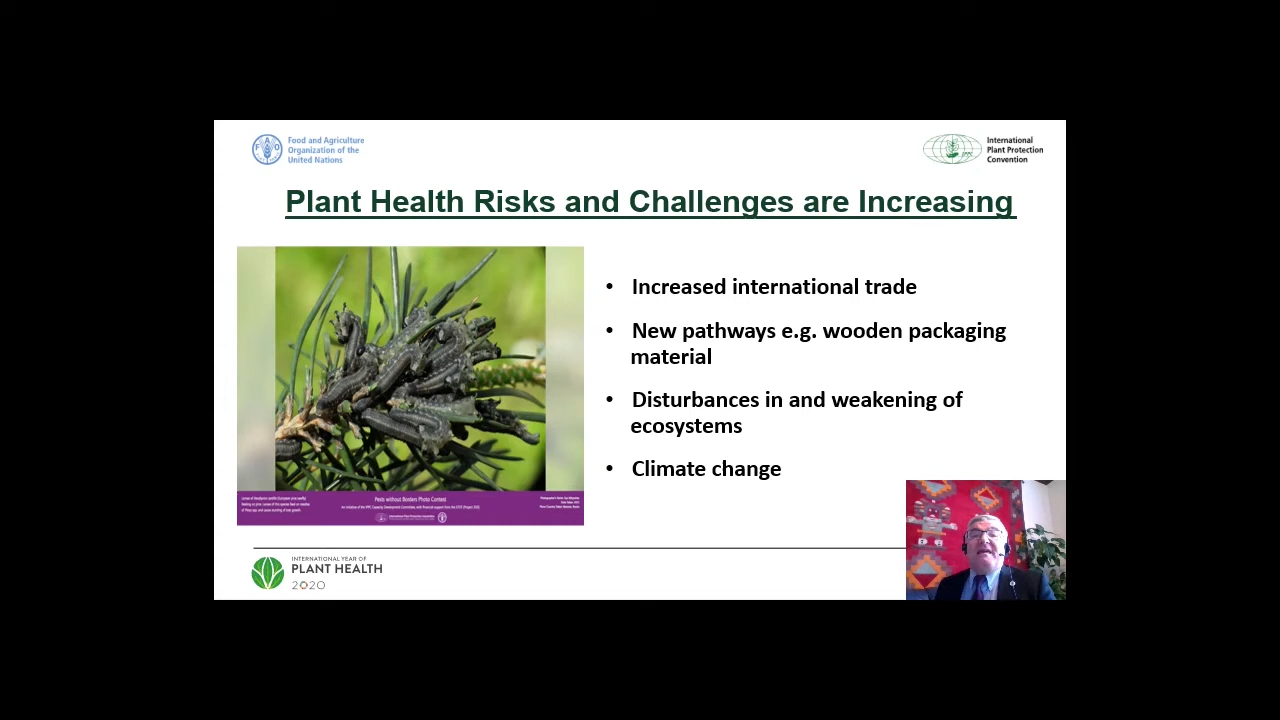 Food and Agriculture
Organization of the
United Nations
International
Plant Protection
Convention
Plant Health Risks and Challenges are Increasing
• Increased international trade
• New pathways e.g. wooden packaging
material
• Disturbances in and weakening of
ecosystems
• Climate change
Pests without Borders Photo Contest
INTERNATIONAL YEAR OF
PLANT HEALTH
2020